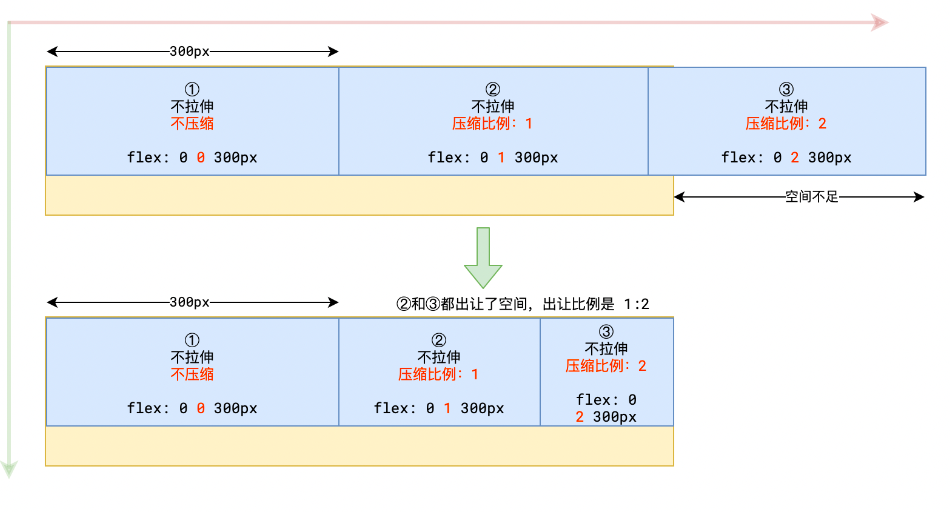 300px
①
不拉伸
不压缩
flex: 0 0 300px
②
不拉伸
压缩比例: 1
flex: 0 1 300px
③
不拉伸
压缩比例: 2
flex: 0 2 300px
空间不足
300px
②和③都出让了空间, 出让比例是 1:2
①
不拉伸
不压缩
flex: 0 0 300px
②
不拉伸
压缩比例: 1
flex: 0 1 300px
③
不拉伸
压缩比例: 2
flex: 0
2 300px